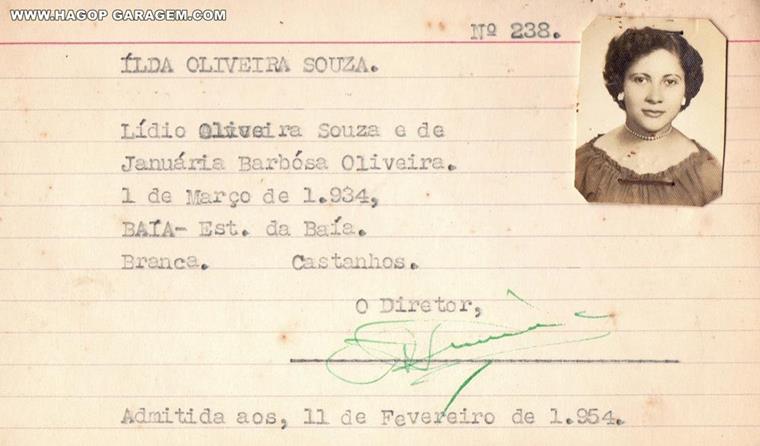 WWW.HAGOP GARAGEM.COM
Nº 238.
ÍLDA OLIVEIRA SOUZA.
Lídio Oliveira Souza e de
Januária Barbósa Oliveira.
1 de Março de 1.934,
BAÍA- Est. da Baía.
Branca. Castanhos.
O Diretor,
Admitida aos, 11 de Fevereiro de 1.954.